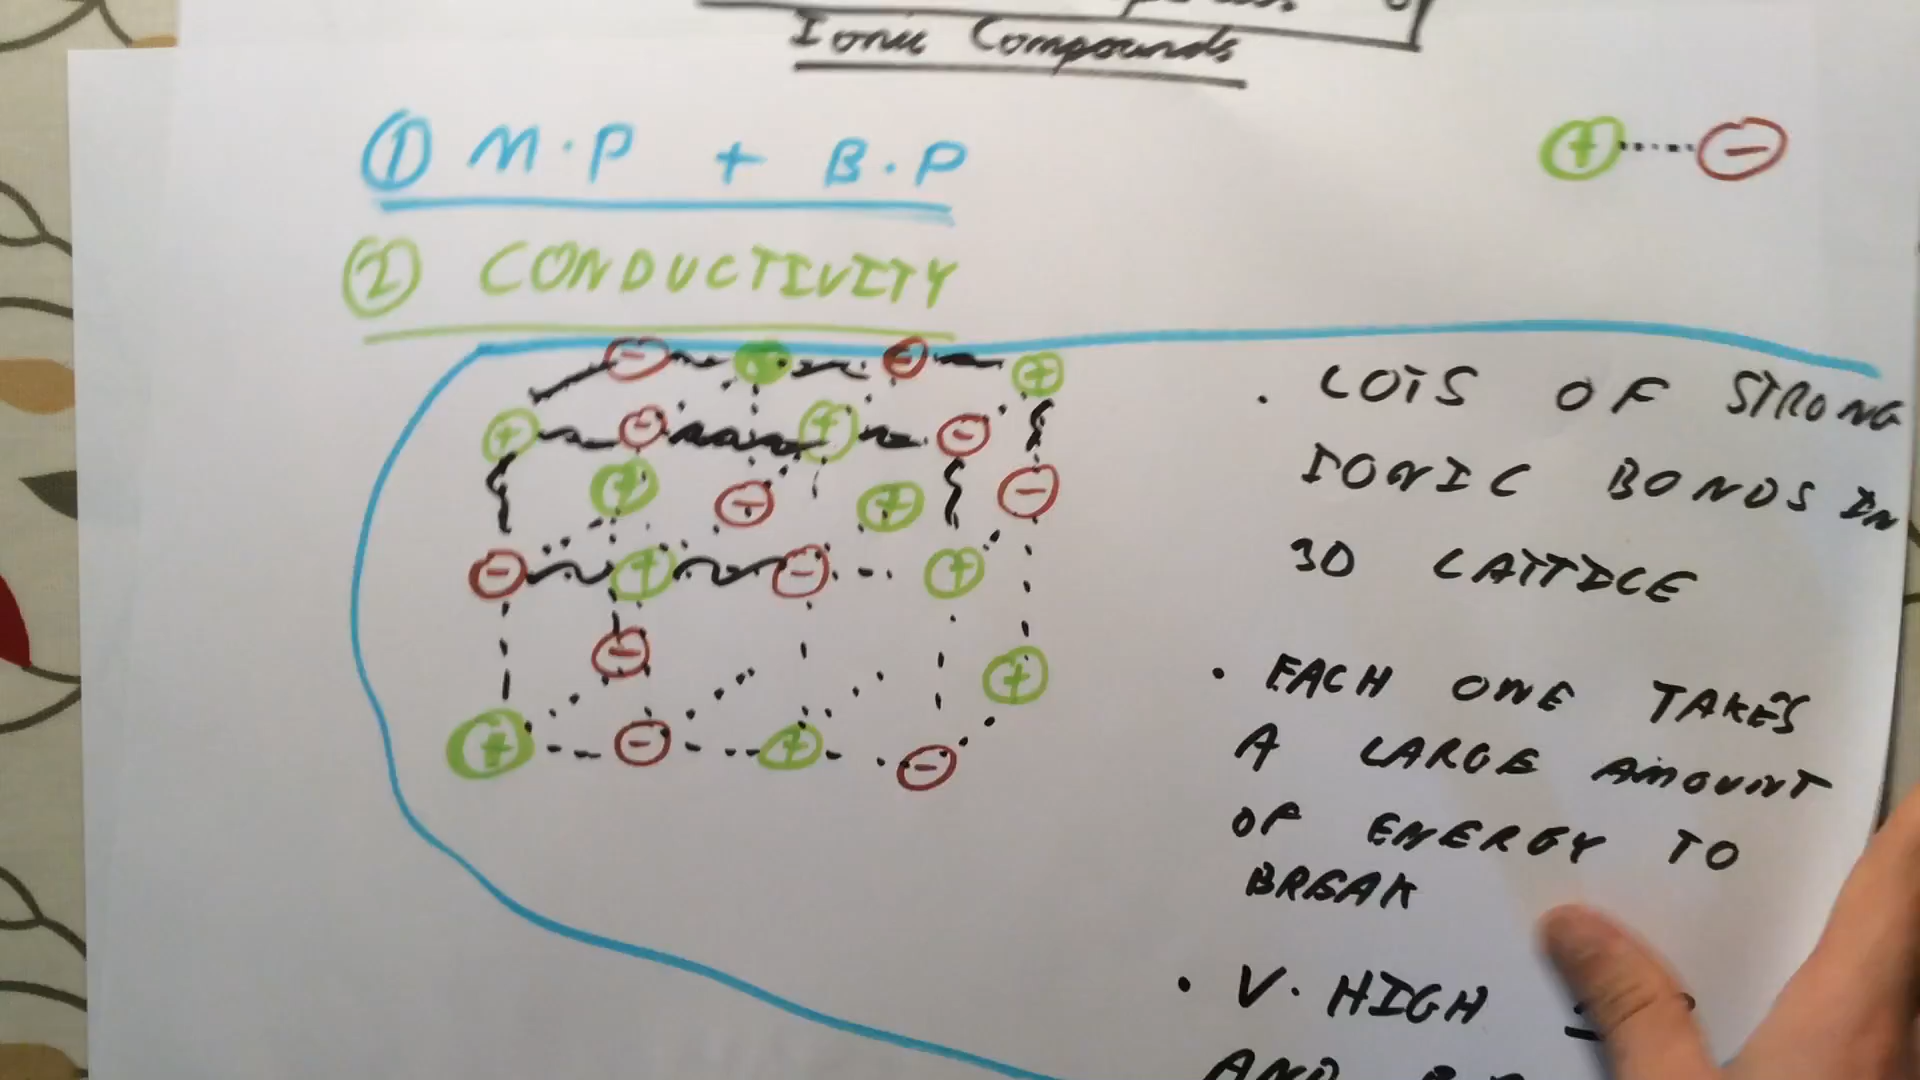 Ionic Compounds
① M.P + B.P
② CONDUCTIVITY
. LOTS OF STRONG
IONIC BONDS IN
3D LATTICE
. EACH ONE TAKES
A LARGE AMOUNT
OF ENERGY TO
BREAK
. V. HIGH
AND